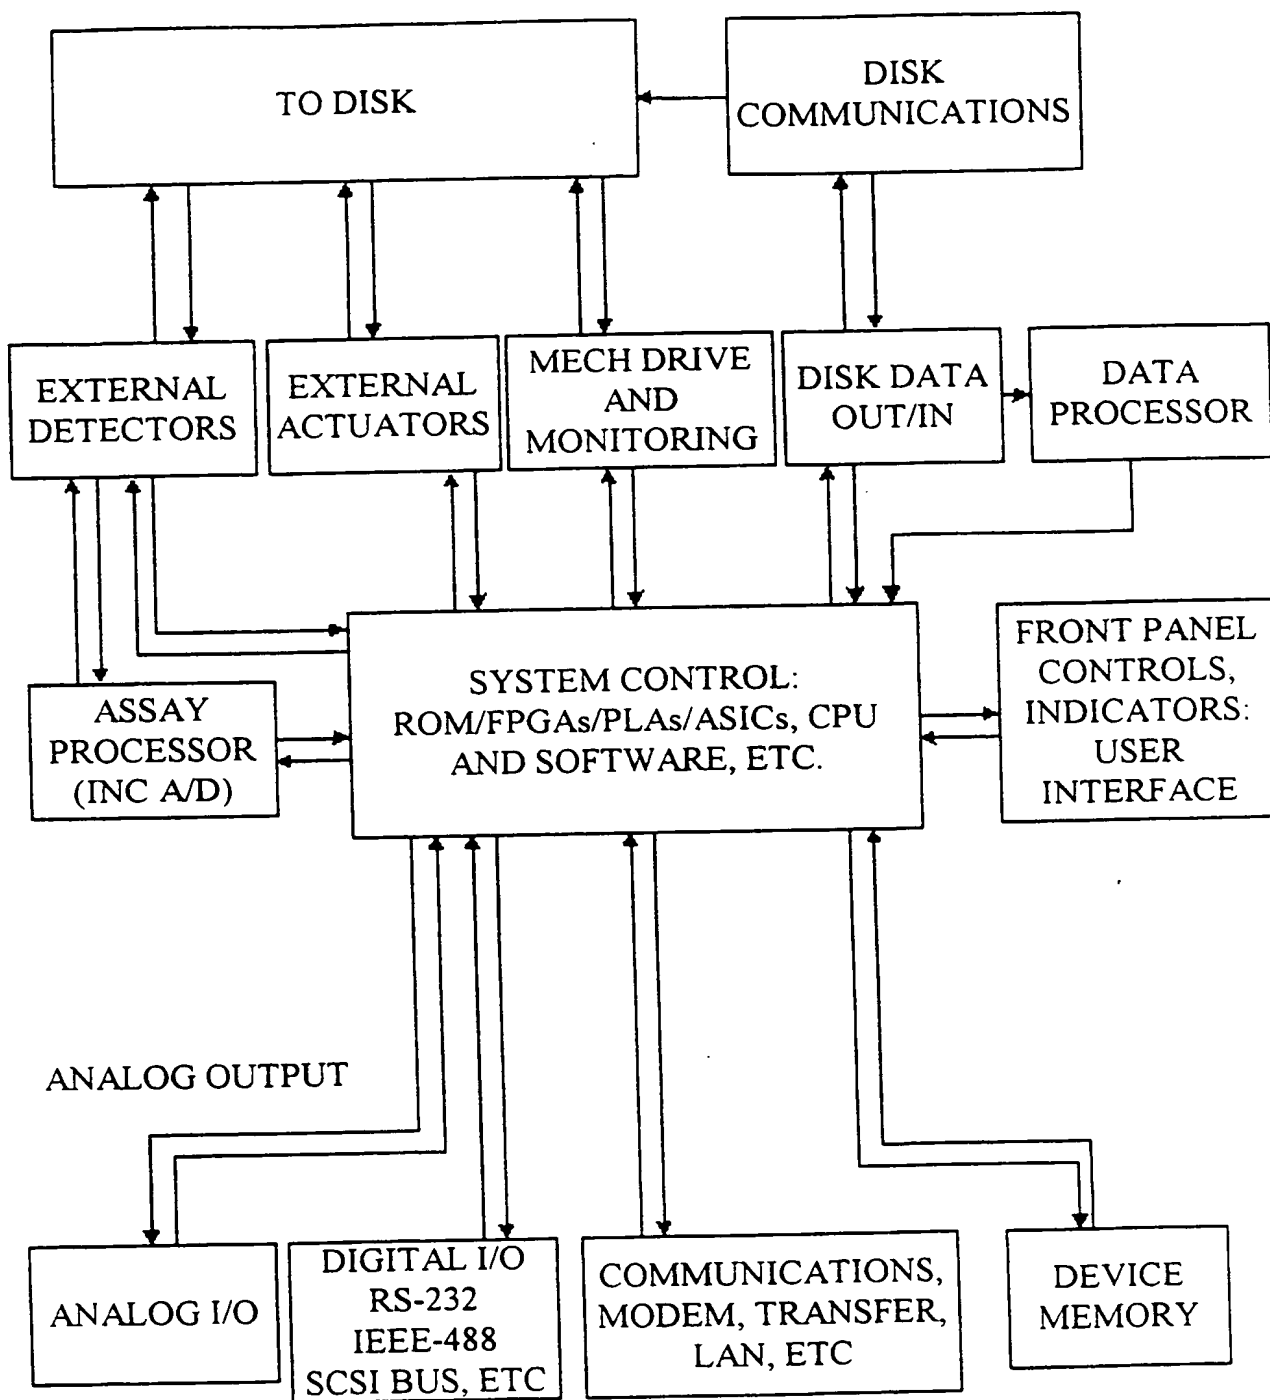 TO DISK
DISK
COMMUNICATIONS
EXTERNAL
DETECTORS
EXTERNAL
ACTUATORS
MECH DRIVE
AND
MONITORING
DISK DATA
OUT/IN
DATA
PROCESSOR
ASSAY
PROCESSOR
(INC A/D)
SYSTEM CONTROL:
ROM/FPGAs/PLAs/ASICs, CPU
AND SOFTWARE, ETC.
FRONT PANEL
CONTROLS,
INDICATORS:
USER
INTERFACE
ANALOG OUTPUT
ANALOG I/O
DIGITAL I/O
RS-232
IEEE-488
SCSI BUS, ETC
COMMUNICATIONS,
MODEM, TRANSFER,
LAN, ETC
DEVICE
MEMORY